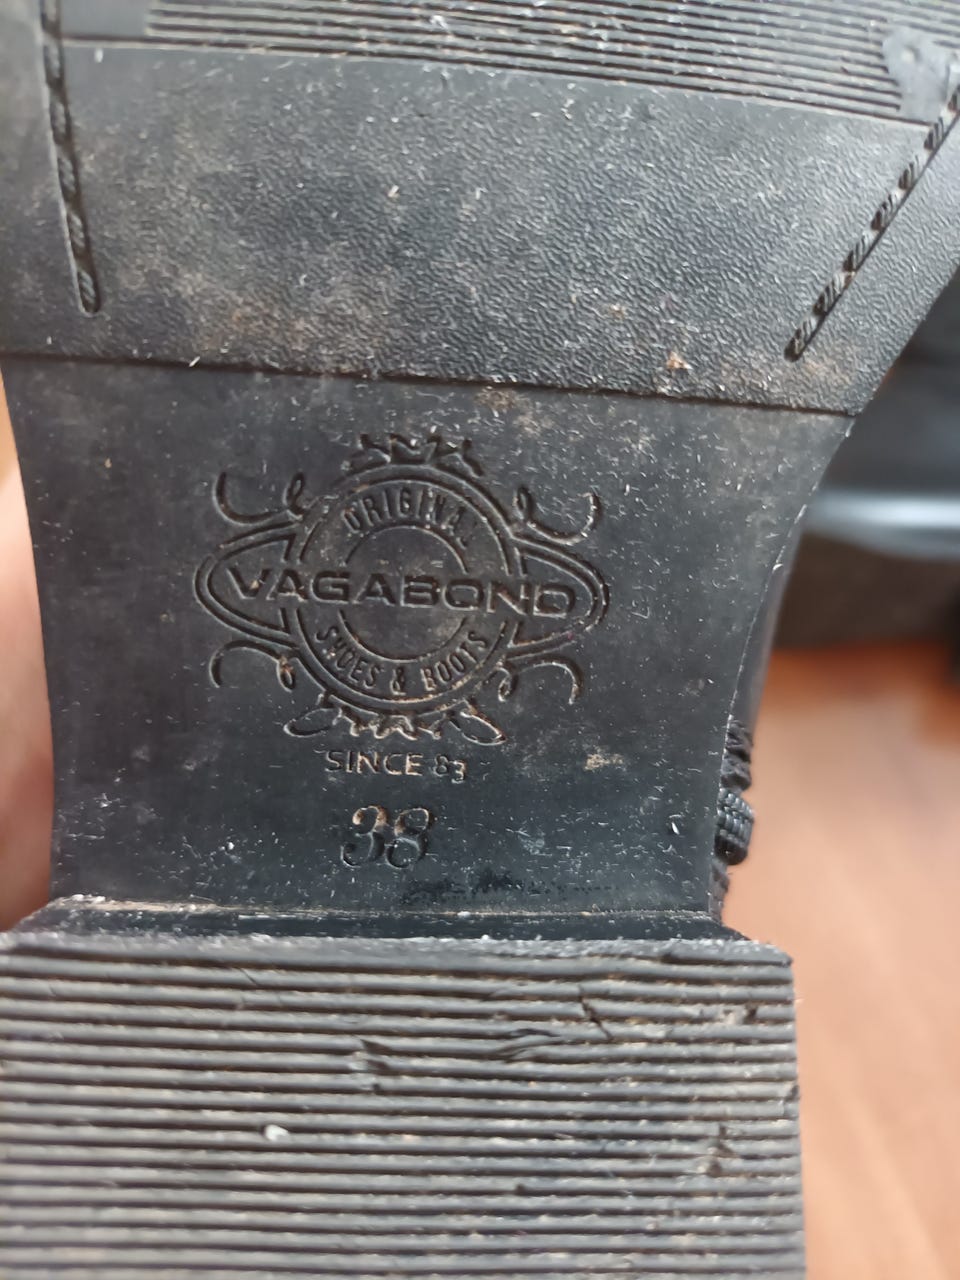 ORIGINAL
VAGABOND
SHOES & BOOTS
SINCE 83
38